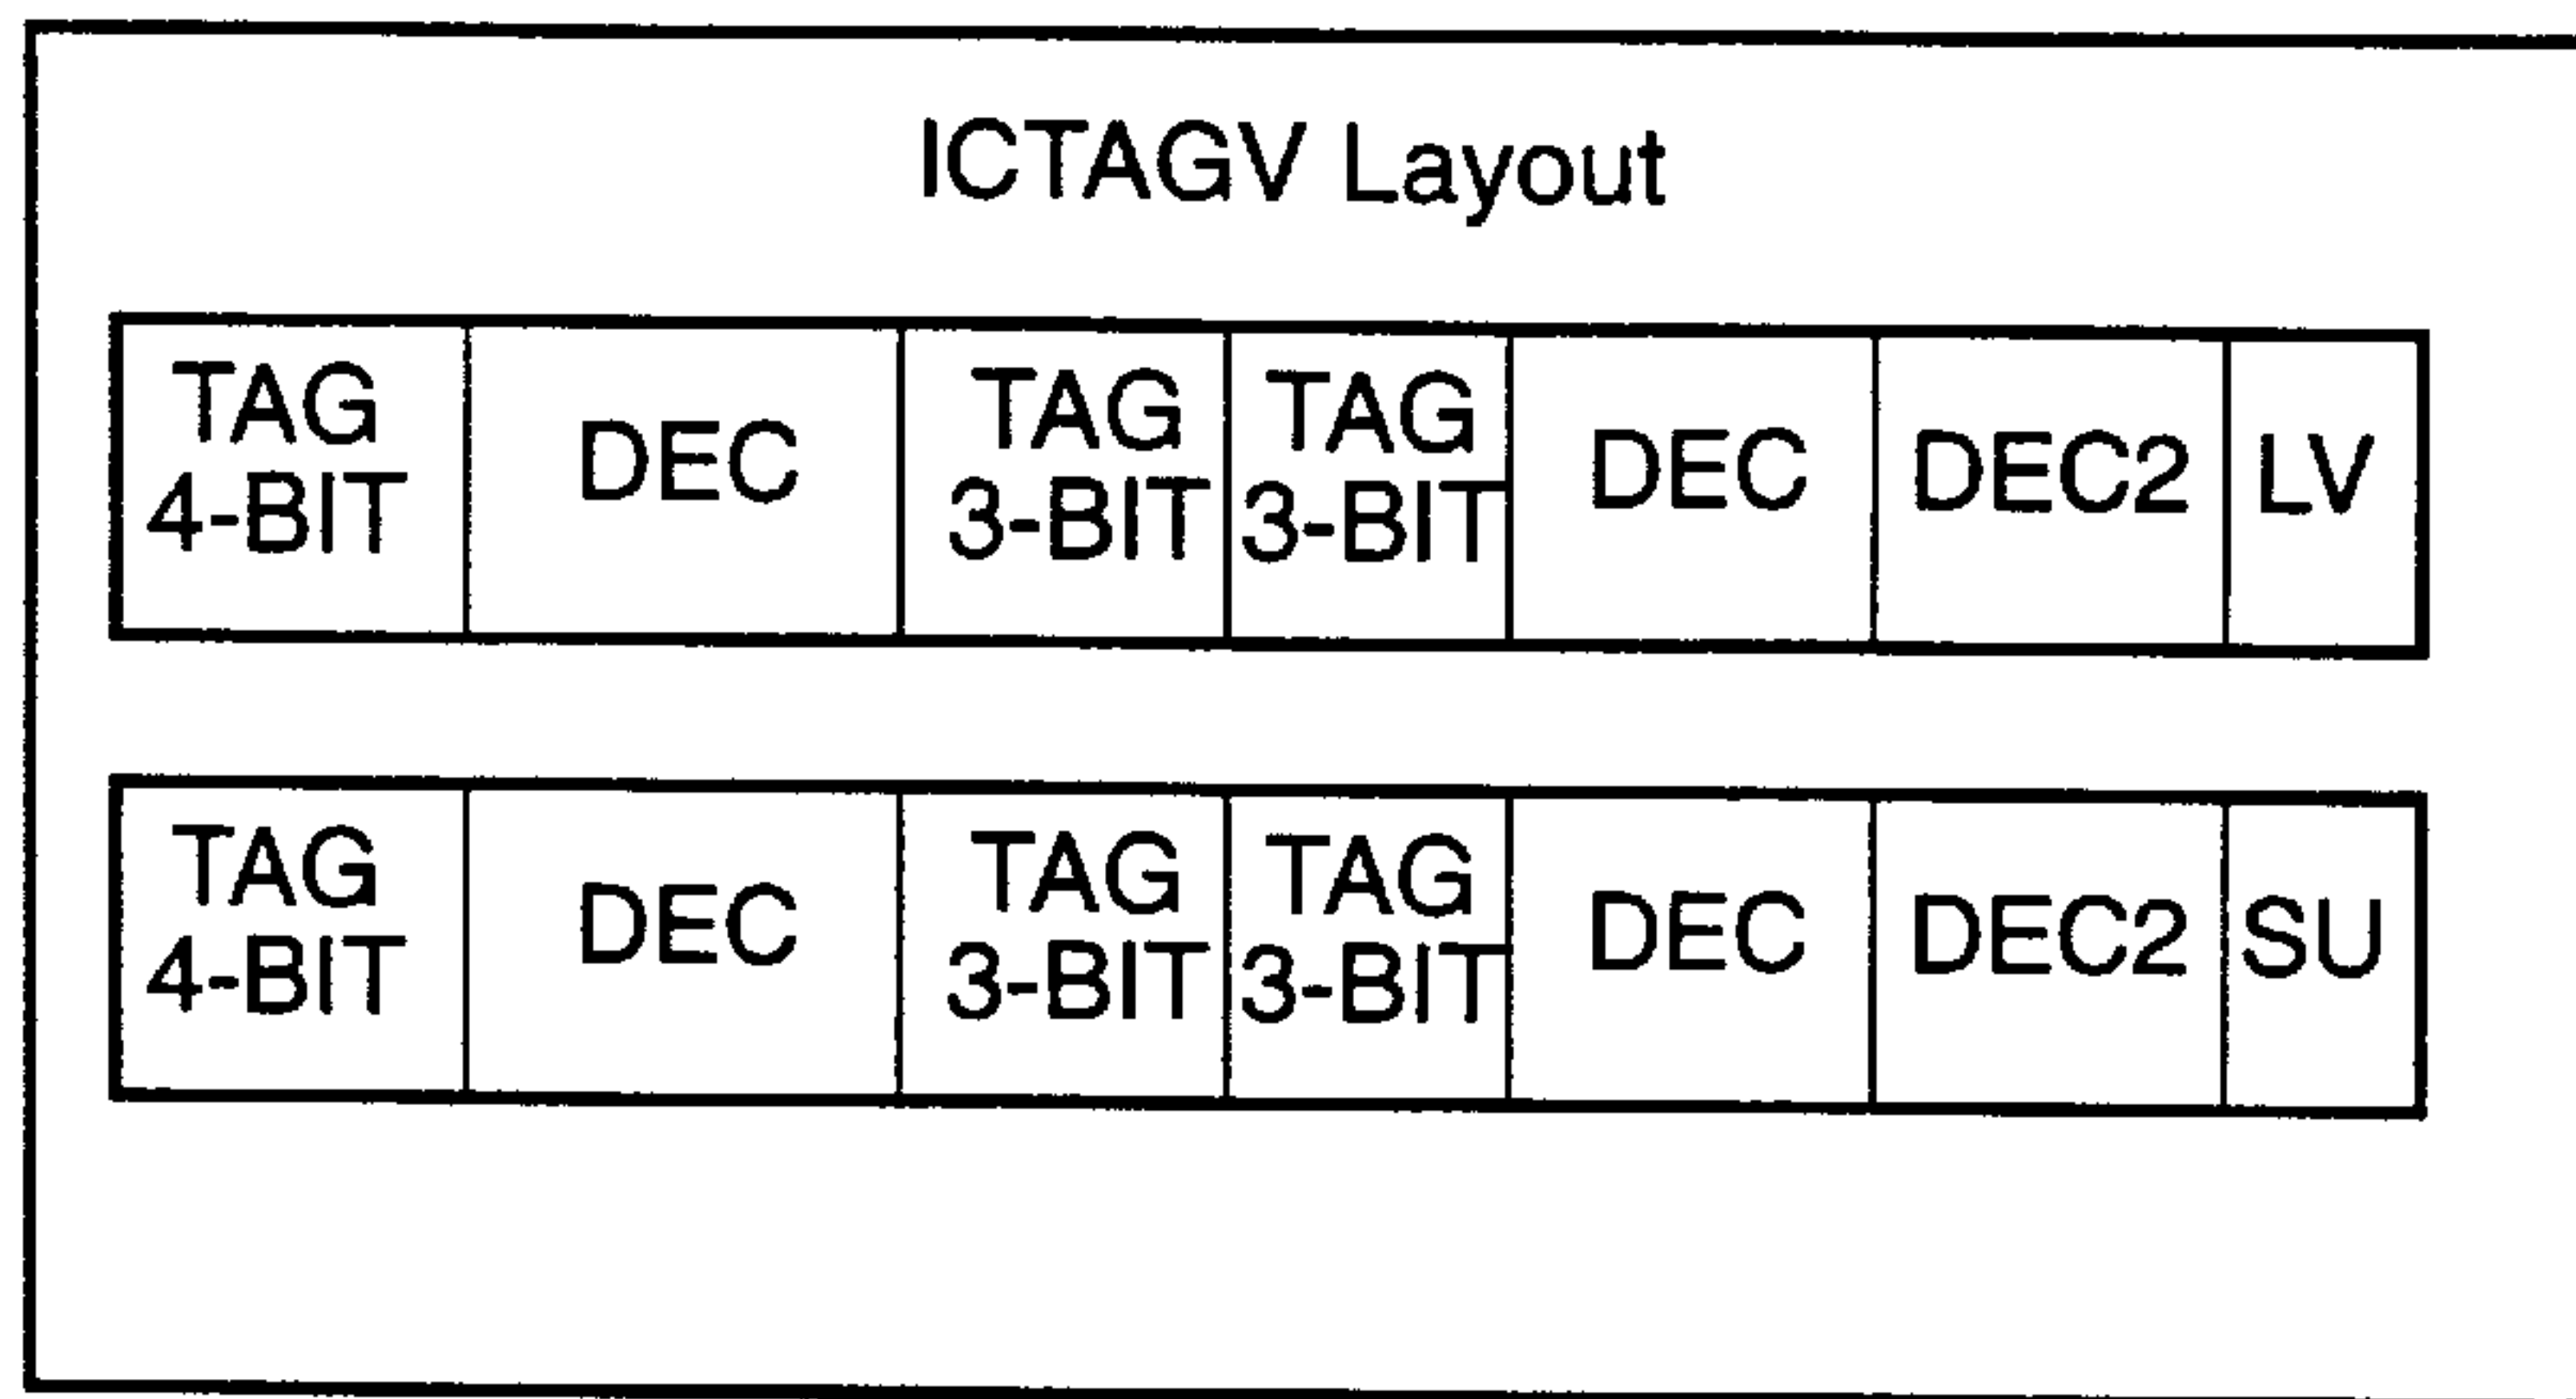 ICTAGV Layout
TAG 4-BIT DEC TAG 3-BIT TAG 3-BIT DEC DEC2 LV
TAG 4-BIT DEC TAG 3-BIT TAG 3-BIT DEC DEC2 SU